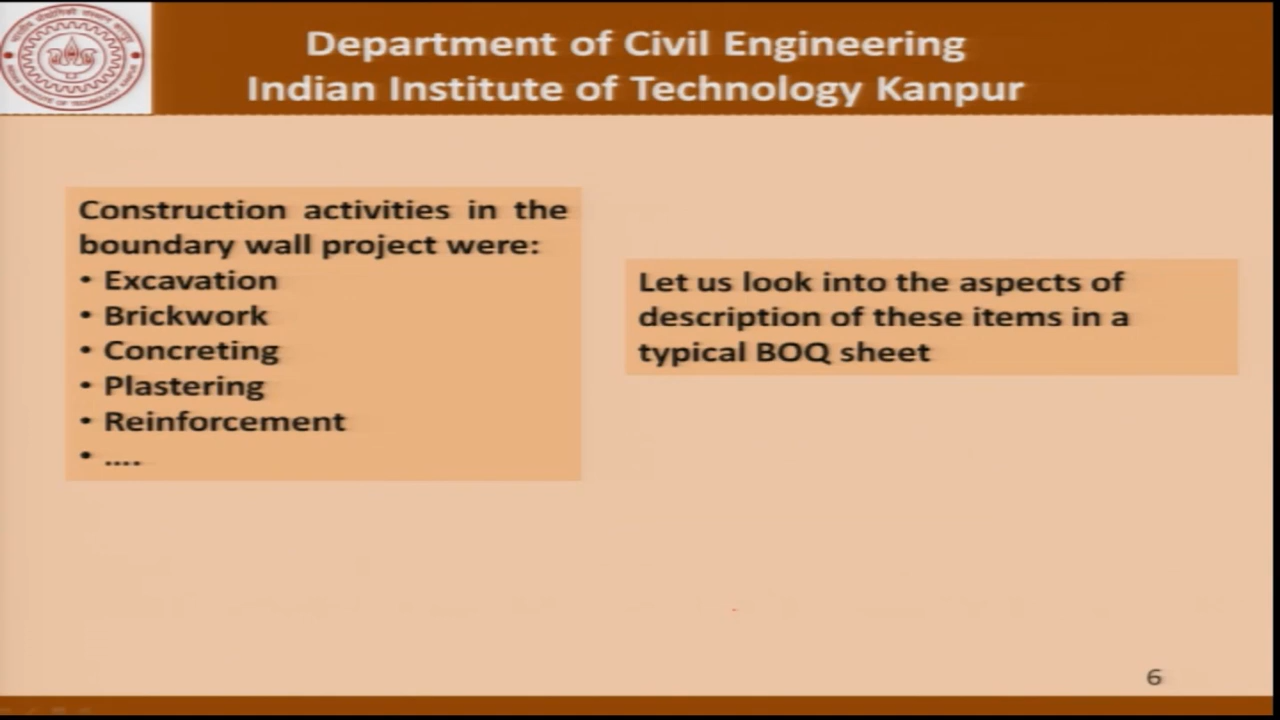 Department of Civil Engineering
Indian Institute of Technology Kanpur
Construction activities in the
boundary wall project were:
• Excavation
• Brickwork
• Concreting
• Plastering
• Reinforcement
• ....
Let us look into the aspects of
description of these items in a
typical BOQ sheet
6